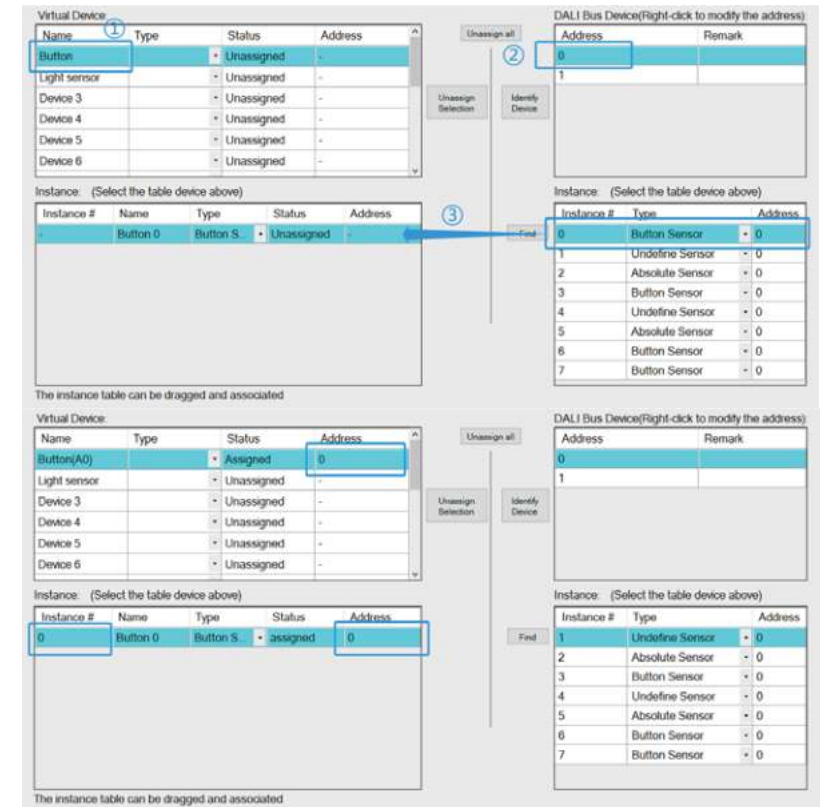 Virtual Device:
DALI Bus Device(Right-click to modify the address)
Name ① Type Status Address
Unassign all
Address Remark
Button - Unassigned -
② 0
Light sensor - Unassigned -
1
Device 3 - Unassigned -
Unassign Selection
Identify Device
Device 4 - Unassigned -
Device 5 - Unassigned -
Device 6 - Unassigned -
Instance: (Select the table device above)
Instance: (Select the table device above)
Instance # Name Type Status Address
③
Instance # Type Address
- Button 0 Button S... Unassigned -
Find
0 Button Sensor 0
1 Undefine Sensor 0
2 Absolute Sensor 0
3 Button Sensor 0
4 Undefine Sensor 0
5 Absolute Sensor 0
6 Button Sensor 0
7 Button Sensor 0
The instance table can be dragged and associated
Virtual Device:
DALI Bus Device(Right-click to modify the address)
Name Type Status Address
Unassign all
Address Remark
Button(A0) Assigned 0
0
Light sensor Unassigned -
1
Device 3 Unassigned -
Unassign Selection
Identify Device
Device 4 Unassigned -
Device 5 Unassigned -
Device 6 Unassigned -
Instance: (Select the table device above)
Instance: (Select the table device above)
Instance # Name Type Status Address
Instance # Type Address
0 Button 0 Button S... assigned 0
Find
1 Undefine Sensor 0
2 Absolute Sensor 0
3 Button Sensor 0
4 Undefine Sensor 0
5 Absolute Sensor 0
6 Button Sensor 0
7 Button Sensor 0
The instance table can be dragged and associated